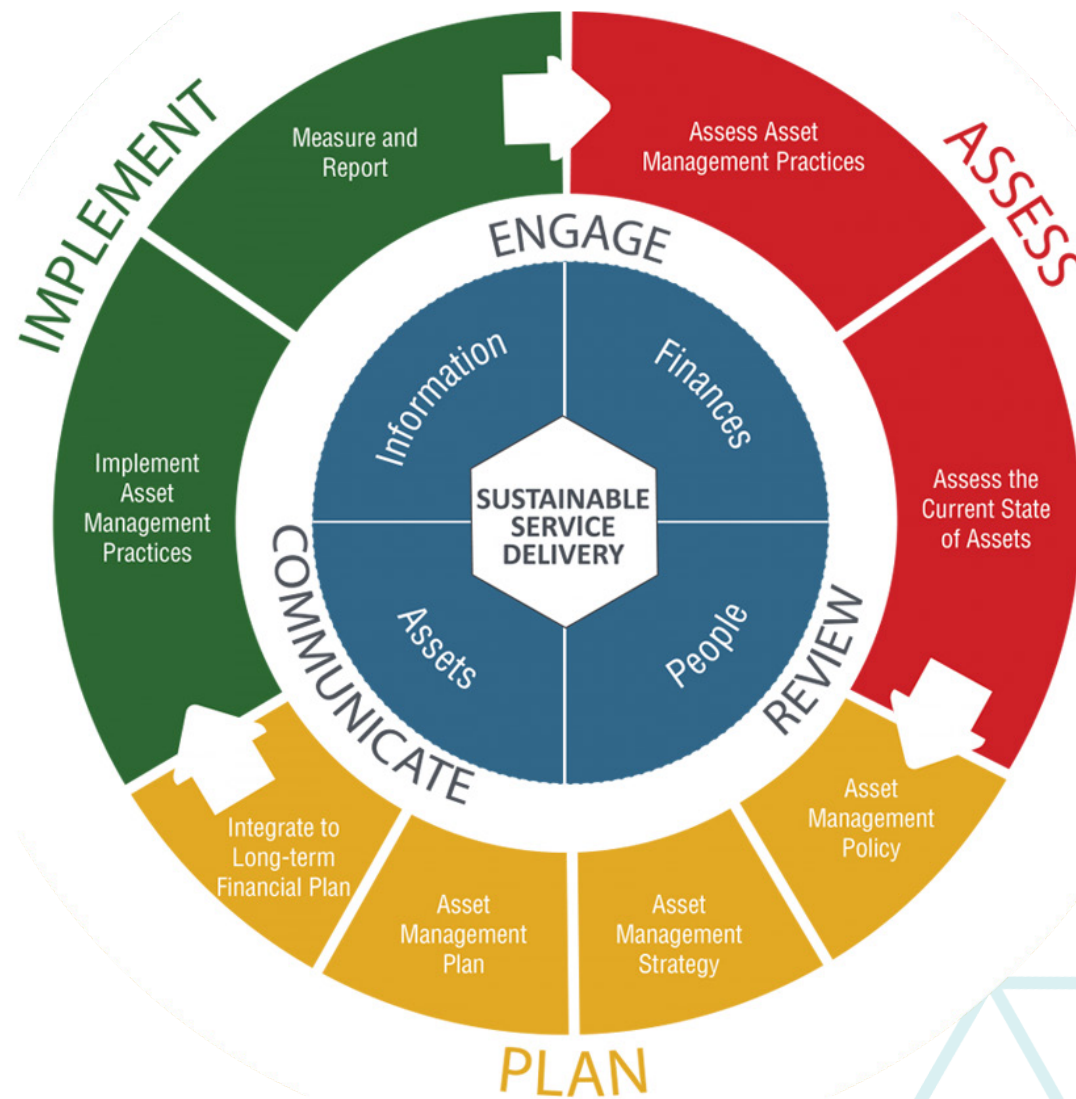 IMPLEMENT
Measure and
Report
Assess Asset
Management Practices
ASSESS
ENGAGE
Information
Finances
Implement
Asset
Management
Practices
SUSTAINABLE
SERVICE
DELIVERY
Assess the
Current State
of Assets
COMMUNICATE
Assets
People
REVIEW
Asset
Management
Policy
Integrate to
Long-term
Financial Plan
Asset
Management
Plan
Asset
Management
Strategy
PLAN